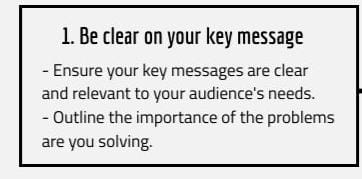 1. Be clear on your key message
- Ensure your key messages are clear
and relevant to your audience's needs.
- Outline the importance of the problems
are you solving.